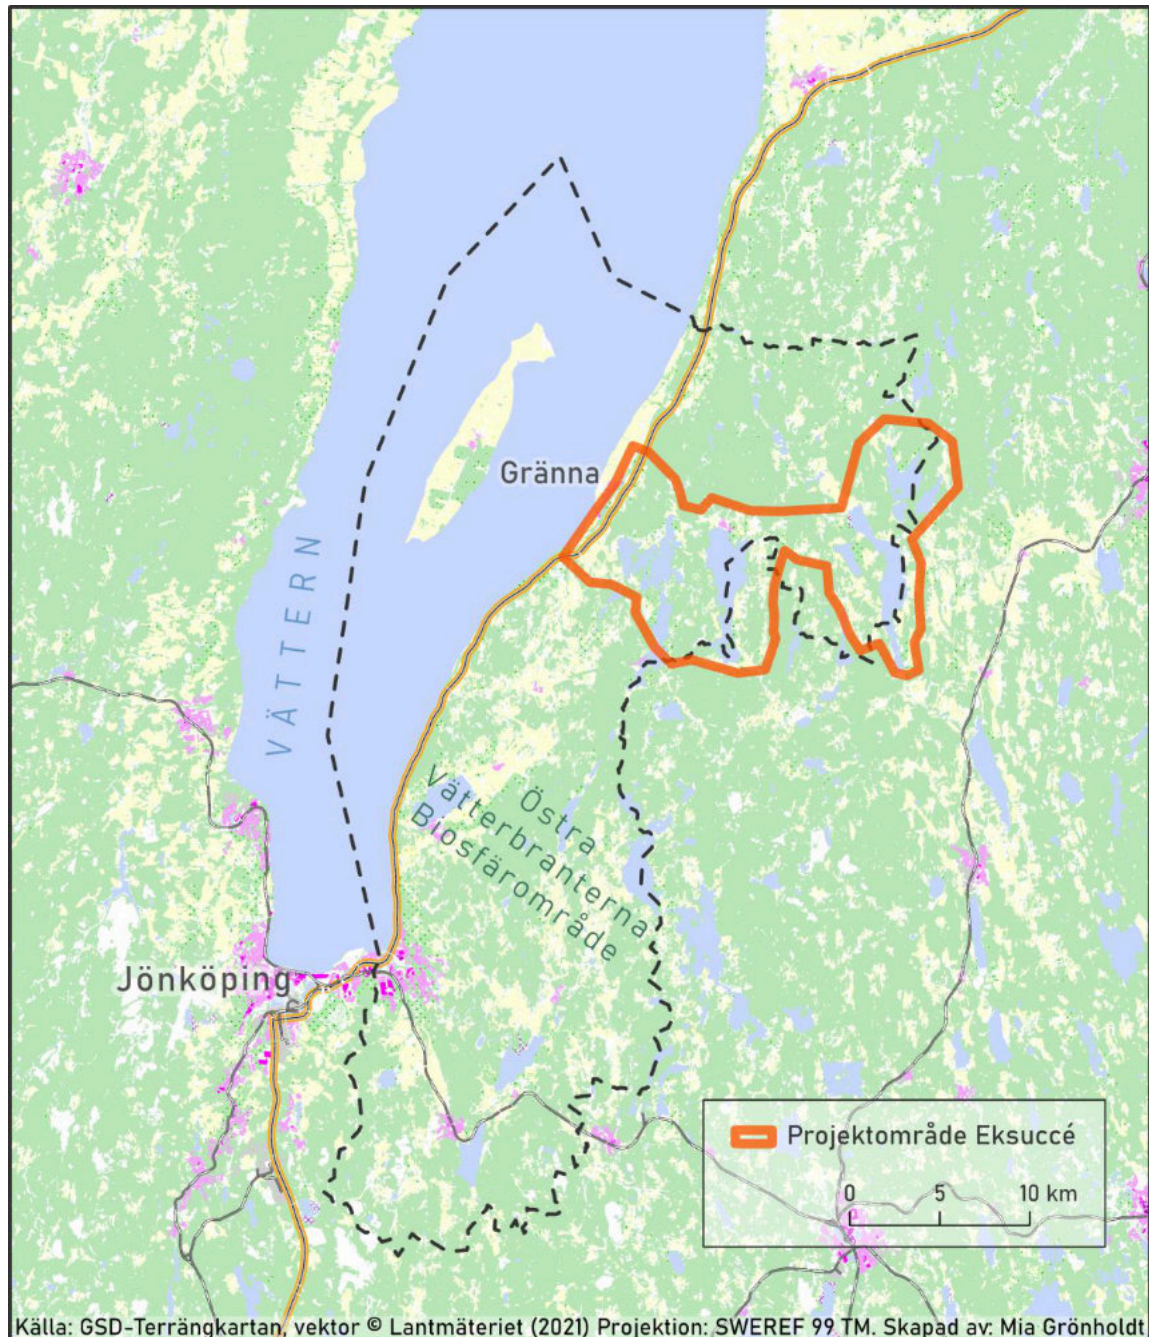 Gränna
VÄTTERN
Östra
Vätterbranterna
Biosfärområde
Jönköping
Projektområde Eksuccé
0 5 10 km
Källa: GSD-Terrängkartan, vektor © Lantmäteriet (2021) Projektion: SWEREF 99 TM. Skapad av: Mia Grönholdt